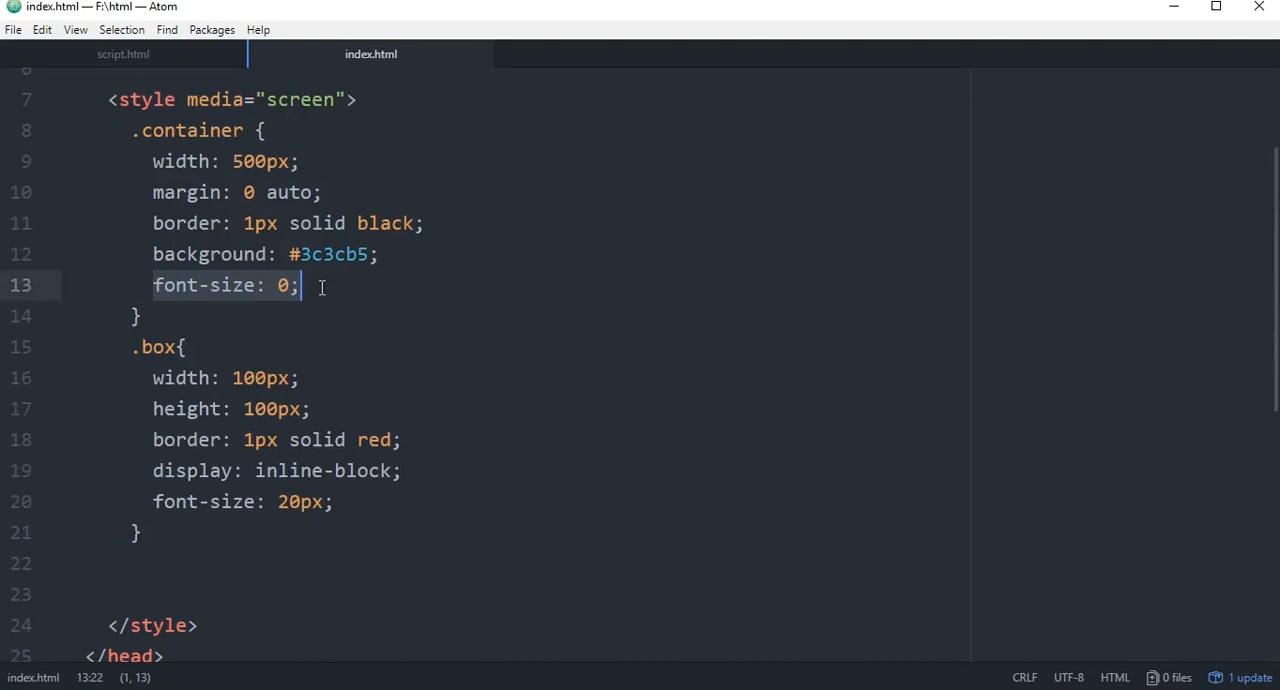 index.html — F:\html — Atom
File Edit View Selection Find Packages Help
script.html index.html
6
7 <style media="screen">
8 .container {
9 width: 500px;
10 margin: 0 auto;
11 border: 1px solid black;
12 background: #3c3cb5;
13 font-size: 0;
14 }
15 .box{
16 width: 100px;
17 height: 100px;
18 border: 1px solid red;
19 display: inline-block;
20 font-size: 20px;
21 }
22
23
24 </style>
25 </head>
index.html 13:22 (1, 13) CRLF UTF-8 HTML 0 files 1 update